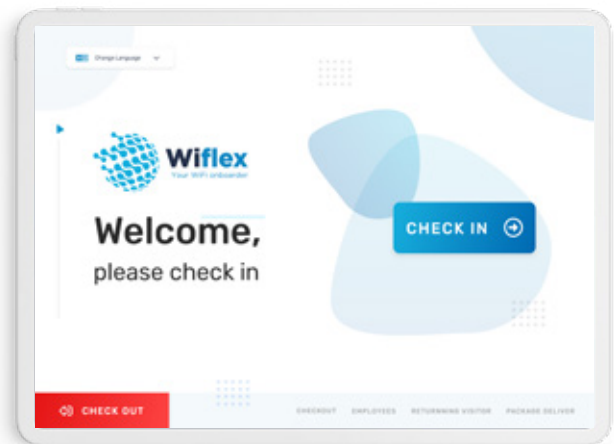 Change Language
Wiflex
Your WiFi onboarder
Welcome,
please check in
CHECK IN
CHECK OUT
CHECKOUT EMPLOYEES RETURNNING VISITOR PACKAGE DELIVER